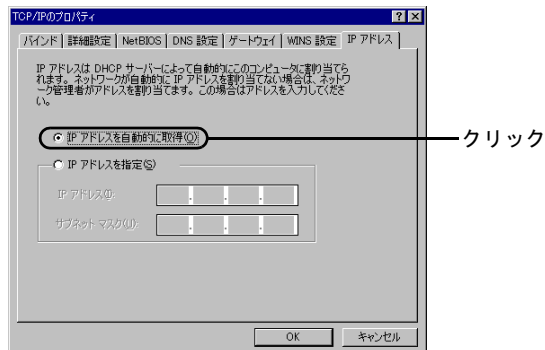 TCP/IPのプロパティ
バインド 詳細設定 NetBIOS DNS 設定 ゲートウェイ WINS 設定 IP アドレス
IP アドレスは DHCP サーバーによって自動的にこのコンピュータに割り当てら
れます。ネットワークが自動的に IP アドレスを割り当てない場合は、ネットワ
ーク管理者がアドレスを割り当てます。この場合はアドレスを入力してくださ
い。
IP アドレスを自動的に取得(O)
クリック
IP アドレスを指定(S)
IP アドレス(I):
サブネット マスク(U):
OK キャンセル